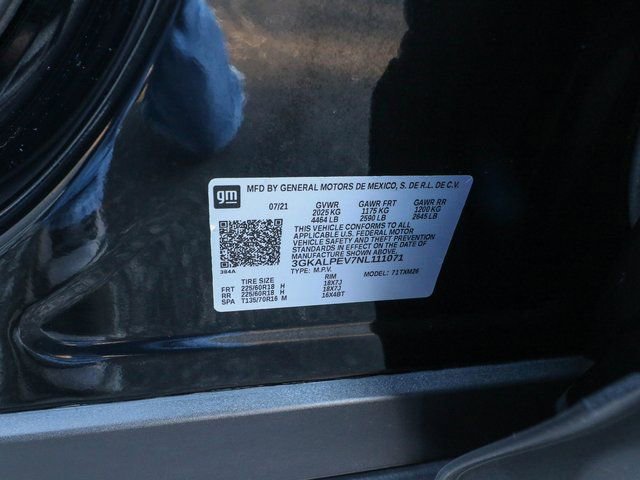 gm MFD BY GENERAL MOTORS DE MEXICO, S. DE R.L. DE C.V.
07/21 GVWR GAWR FRT GAWR RR
2025 KG 1175 KG 1200 KG
4464 LB 2590 LB 2645 LB
THIS VEHICLE CONFORMS TO ALL
APPLICABLE U.S. FEDERAL MOTOR
VEHICLE SAFETY AND THEFT PREVENTION
STANDARDS IN EFFECT ON THE DATE OF
MANUFACTURE SHOWN ABOVE.
3GKALPEV7NL111071
384A TYPE: M.P.V. MODEL: 71TXM26
TIRE SIZE RIM
FRT 225/60R18 H 18X7J
RR 225/60R18 H 18X7J
SPA T135/70R16 M 16X4BT